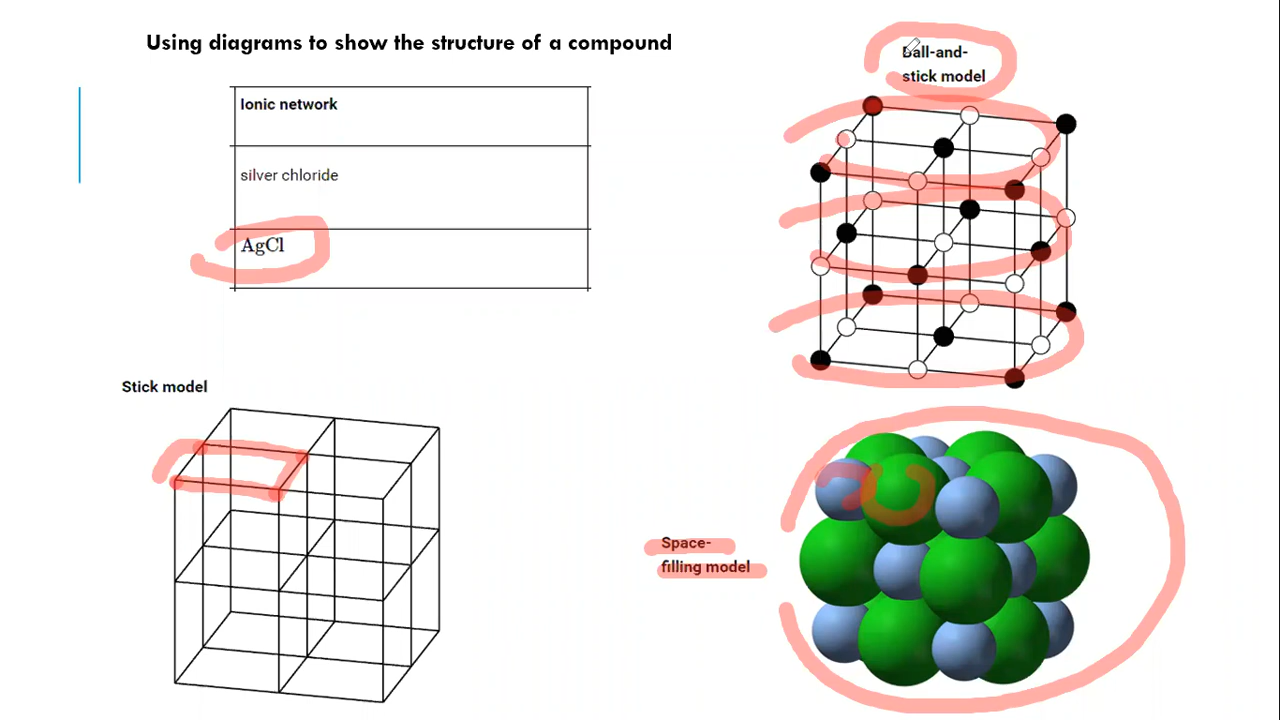 Using diagrams to show the structure of a compound
Ball-and-
stick model
Ionic network
silver chloride
AgCl
Stick model
Space-
filling model